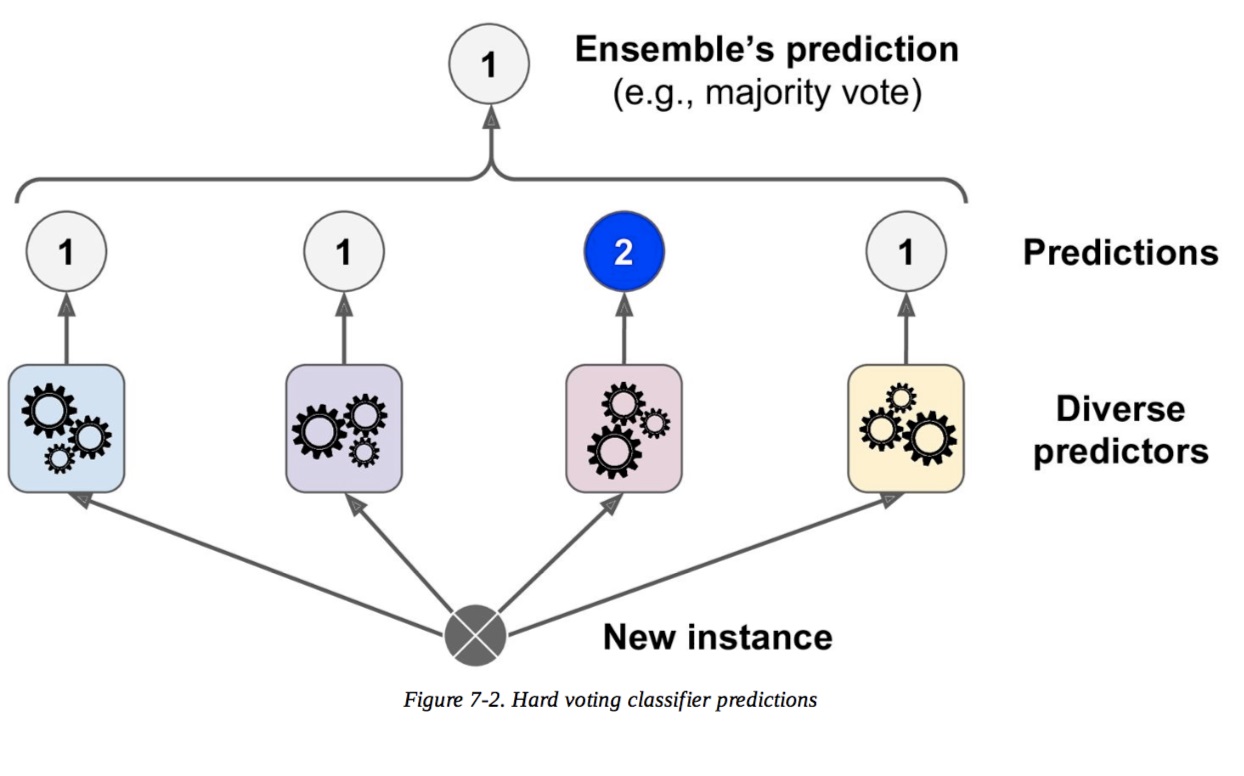 1
Ensemble’s prediction
(e.g., majority vote)
1
1
2
1
Predictions
Diverse
predictors
New instance
Figure 7-2. Hard voting classifier predictions